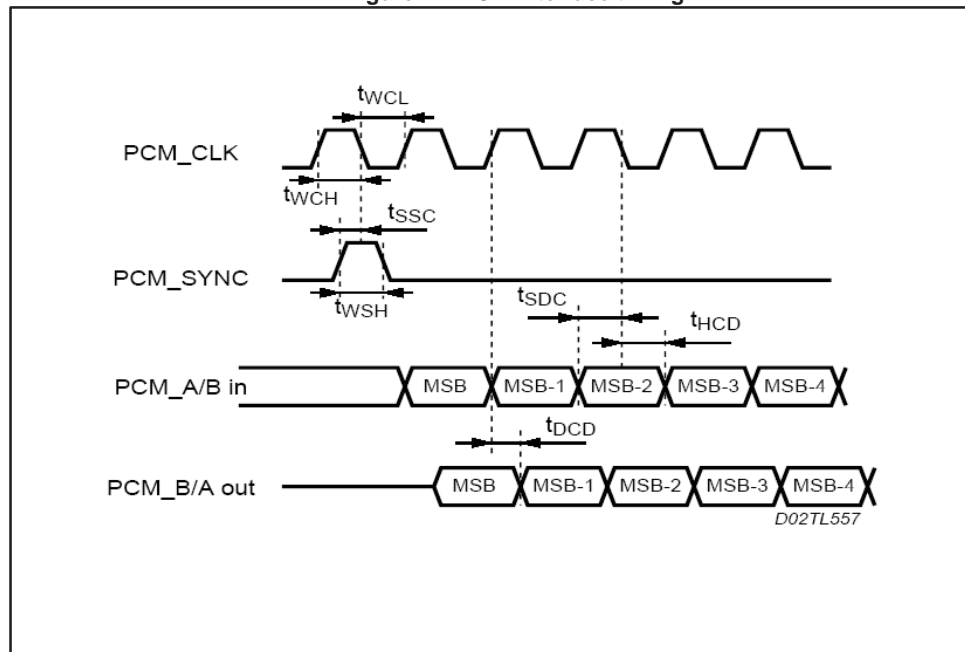 tWCL
PCM_CLK
tWCH
tSSC
PCM_SYNC
tWSH
tSDC
tHCD
PCM_A/B in
MSB
MSB-1
MSB-2
MSB-3
MSB-4
tDCD
PCM_B/A out
MSB
MSB-1
MSB-2
MSB-3
MSB-4
D02TL557